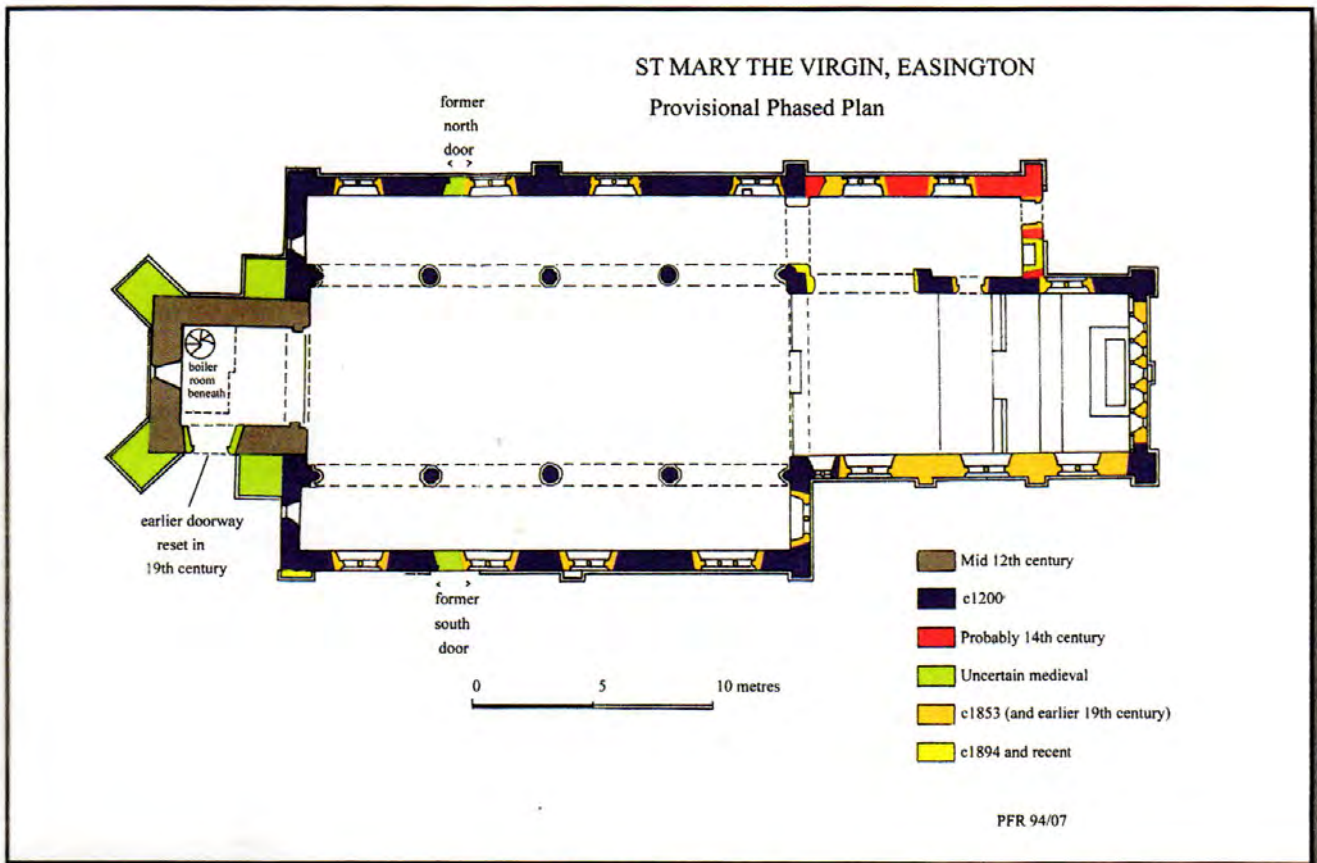 ST MARY THE VIRGIN, EASINGTON
Provisional Phased Plan
former
north
door
boiler
room
beneath
earlier doorway
reset in
19th century
former
south
door
0 5 10 metres
Mid 12th century
c1200
Probably 14th century
Uncertain medieval
c1853 (and earlier 19th century)
c1894 and recent
PFR 94/07